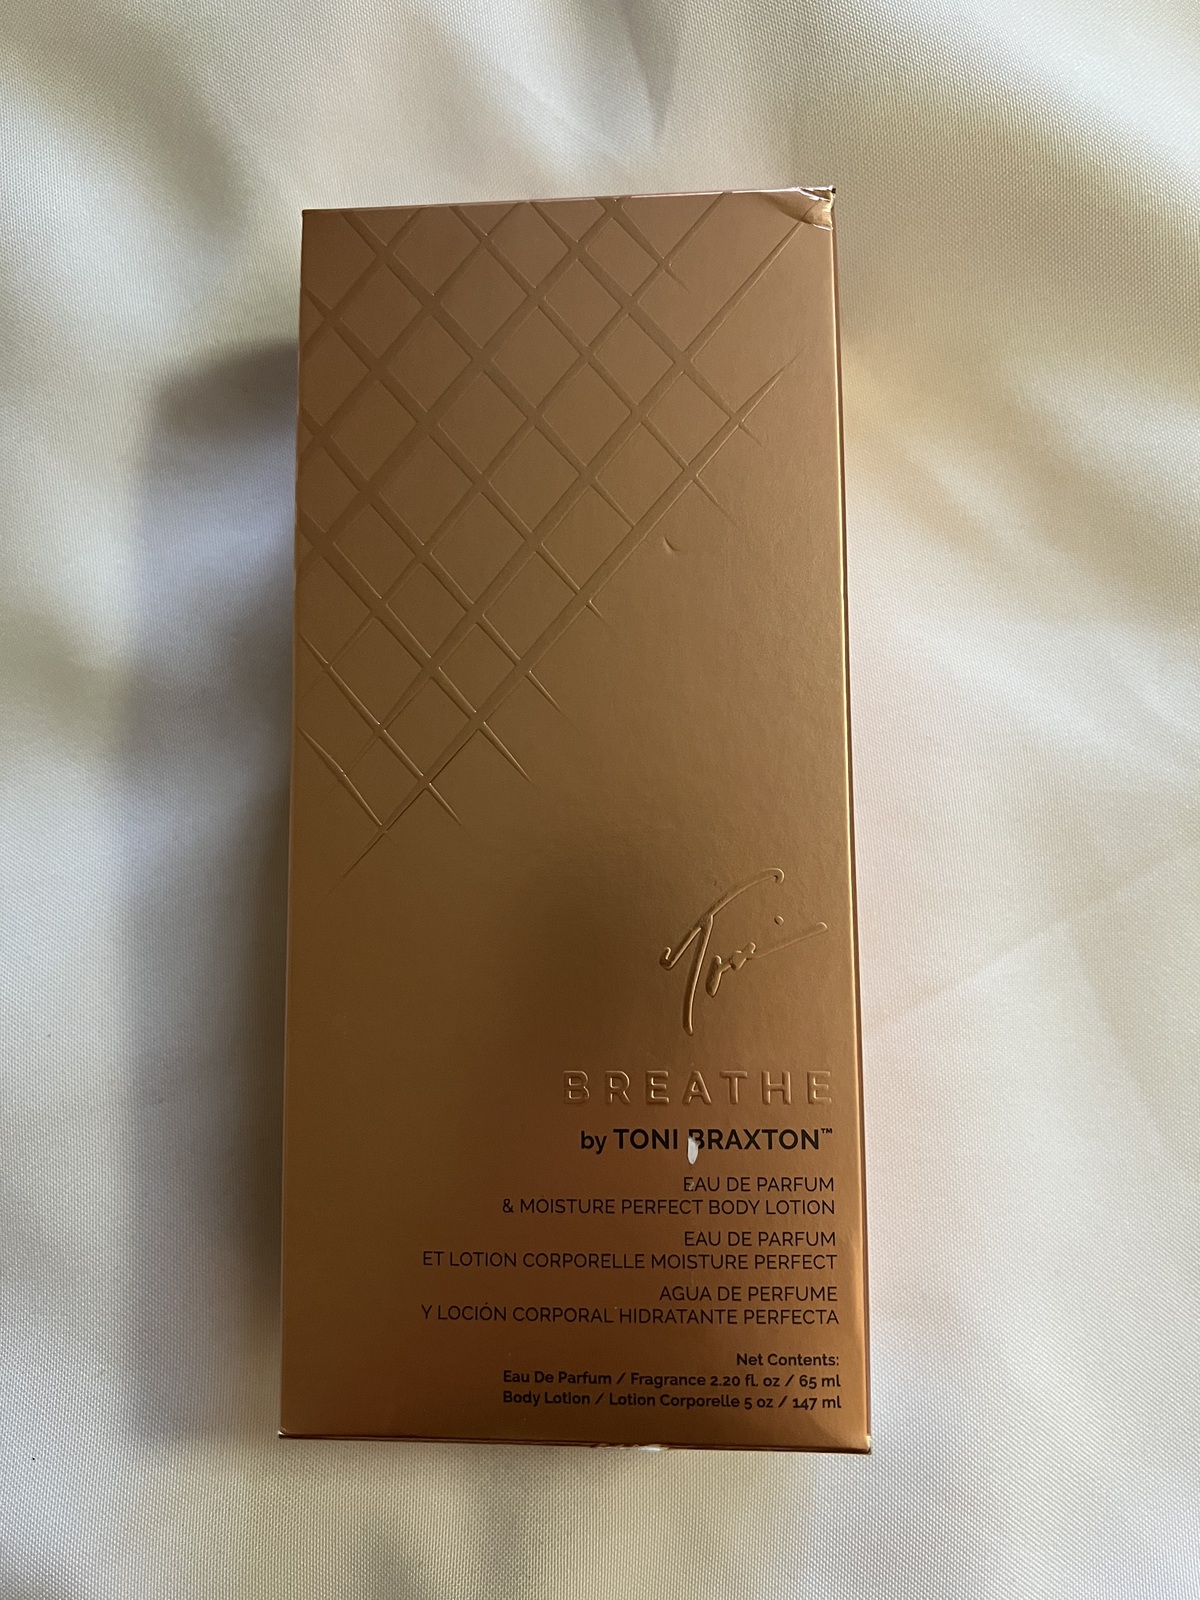 Toni
BREATHE
by TONI BRAXTON™
EAU DE PARFUM
& MOISTURE PERFECT BODY LOTION
EAU DE PARFUM
ET LOTION CORPORELLE MOISTURE PERFECT
AGUA DE PERFUME
Y LOCIÓN CORPORAL HIDRATANTE PERFECTA
Net Contents:
Eau De Parfum / Fragrance 2.20 fl. oz / 65 ml
Body Lotion / Lotion Corporelle 5 oz / 147 ml